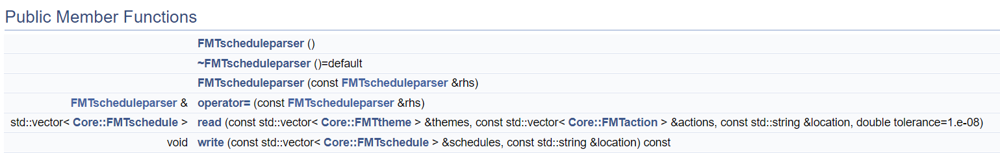 Public Member Functions
FMTscheduleparser ()
~FMTscheduleparser ()=default
FMTscheduleparser (const FMTscheduleparser &rhs)
FMTscheduleparser & operator= (const FMTscheduleparser &rhs)
std::vector< Core::FMTschedule > read (const std::vector< Core::FMTtheme > &themes, const std::vector< Core::FMTaction > &actions, const std::string &location, double tolerance=1.e-08)
void write (const std::vector< Core::FMTschedule > &schedules, const std::string &location) const